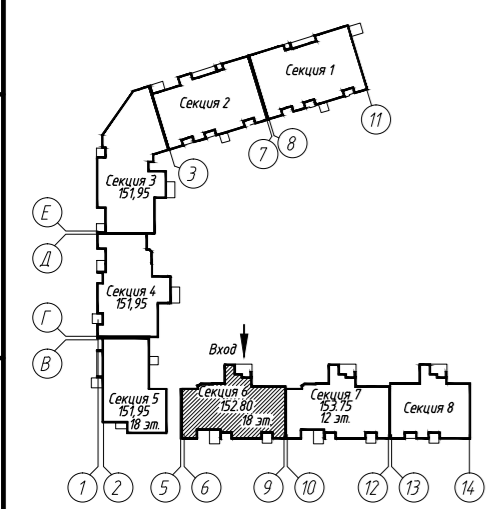 Секция 1
Секция 2
11
8
7
3
Секция 3
151,95
Е
Д
Секция 4
151,95
Г
В
Вход
Секция 5
151,95
18 эт.
Секция 6
152.80
18 эт.
Секция 7
153.75
12 эт.
Секция 8
1
2
5
6
9
10
12
13
14